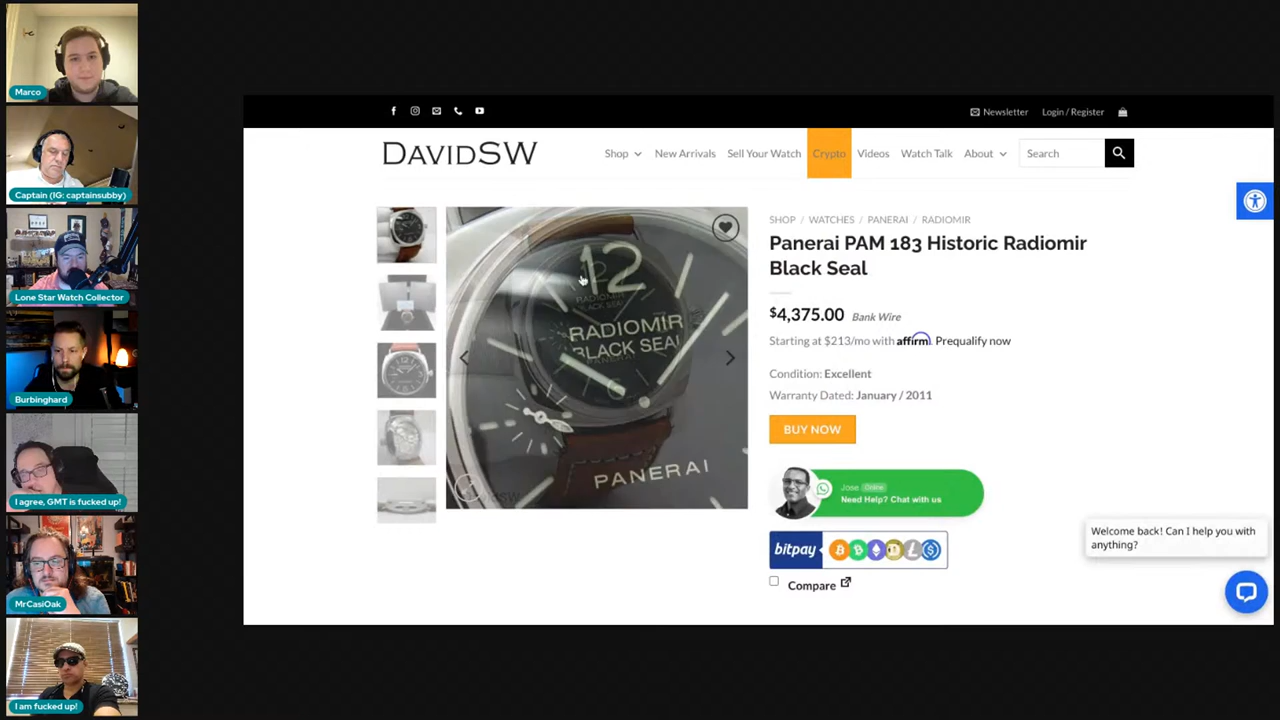 Marco
Captain (IG: captainsubby)
Lone Star Watch Collector
Burbinghard
I agree, GMT is fucked up!
MrCasiOak
I am fucked up!
Newsletter
Login / Register
DAVIDSW
Shop
New Arrivals
Sell Your Watch
Crypto
Videos
Watch Talk
About
Search
12
RADIOMIR
BLACK SEAL
PANERAI
SHOP / WATCHES / PANERAI / RADIOMIR
Panerai PAM 183 Historic Radiomir
Black Seal
$4,375.00 Bank Wire
Starting at $213/mo with affirm. Prequalify now
Condition: Excellent
Warranty Dated: January / 2011
BUY NOW
Jose Online
Need Help? Chat with us
bitpay
Compare
Welcome back! Can I help you with
anything?